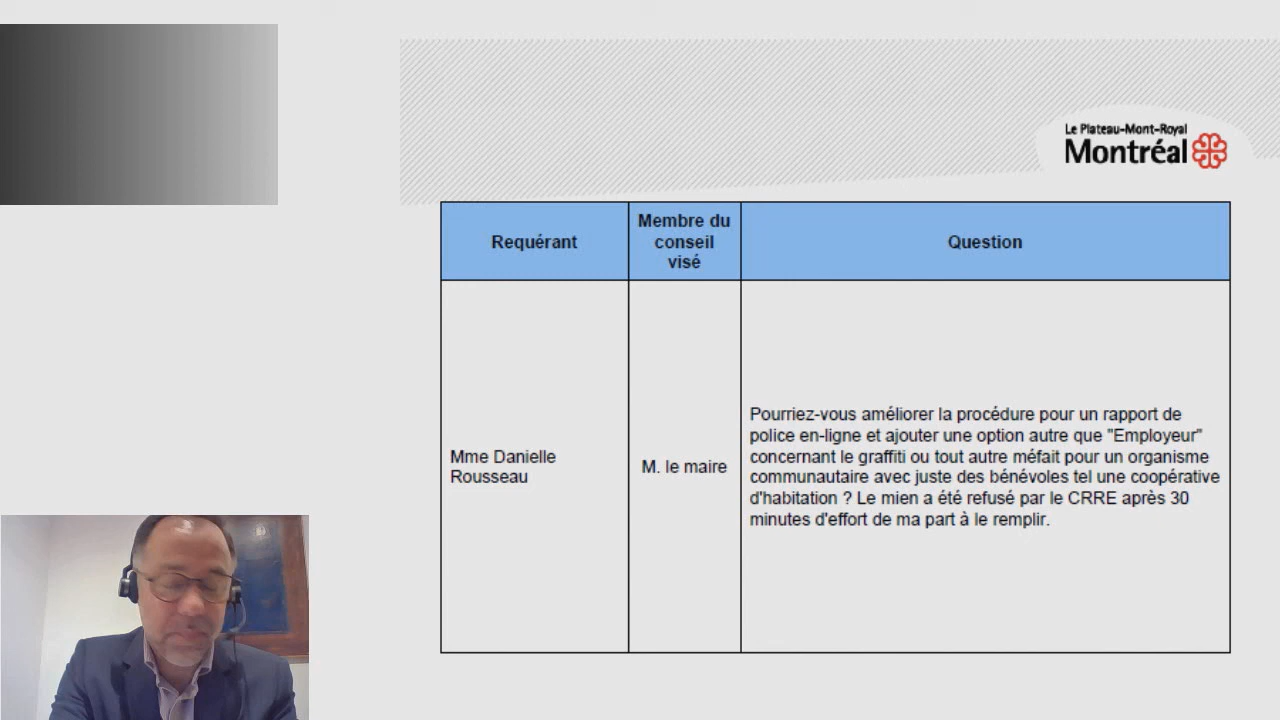 Le Plateau-Mont-Royal
Montréal
Requérant
Membre du
conseil
visé
Question
Mme Danielle
Rousseau
M. le maire
Pourriez-vous améliorer la procédure pour un rapport de
police en-ligne et ajouter une option autre que "Employeur"
concernant le graffiti ou tout autre méfait pour un organisme
communautaire avec juste des bénévoles tel une coopérative
d'habitation ? Le mien a été refusé par le CRRE après 30
minutes d'effort de ma part à le remplir.